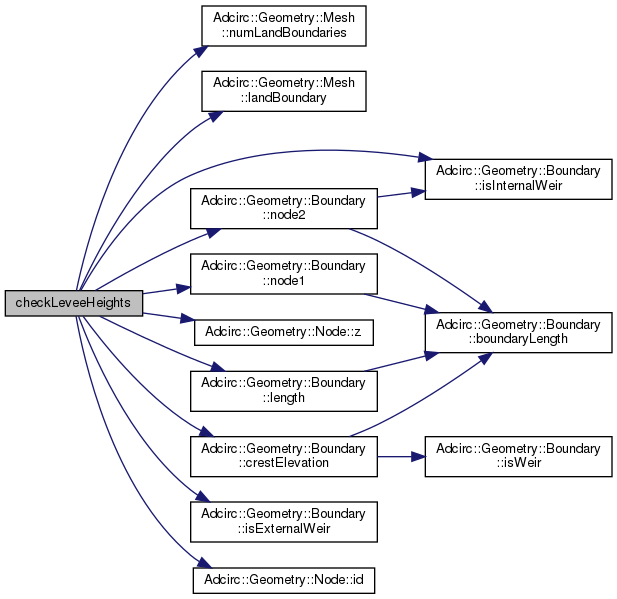 checkLeveeHeights
Adcirc::Geometry::Mesh
::numLandBoundaries
Adcirc::Geometry::Mesh
::landBoundary
Adcirc::Geometry::Boundary
::isInternalWeir
Adcirc::Geometry::Boundary
::node2
Adcirc::Geometry::Boundary
::node1
Adcirc::Geometry::Boundary
::boundaryLength
Adcirc::Geometry::Node::z
Adcirc::Geometry::Boundary
::length
Adcirc::Geometry::Boundary
::crestElevation
Adcirc::Geometry::Boundary
::isWeir
Adcirc::Geometry::Boundary
::isExternalWeir
Adcirc::Geometry::Node::id